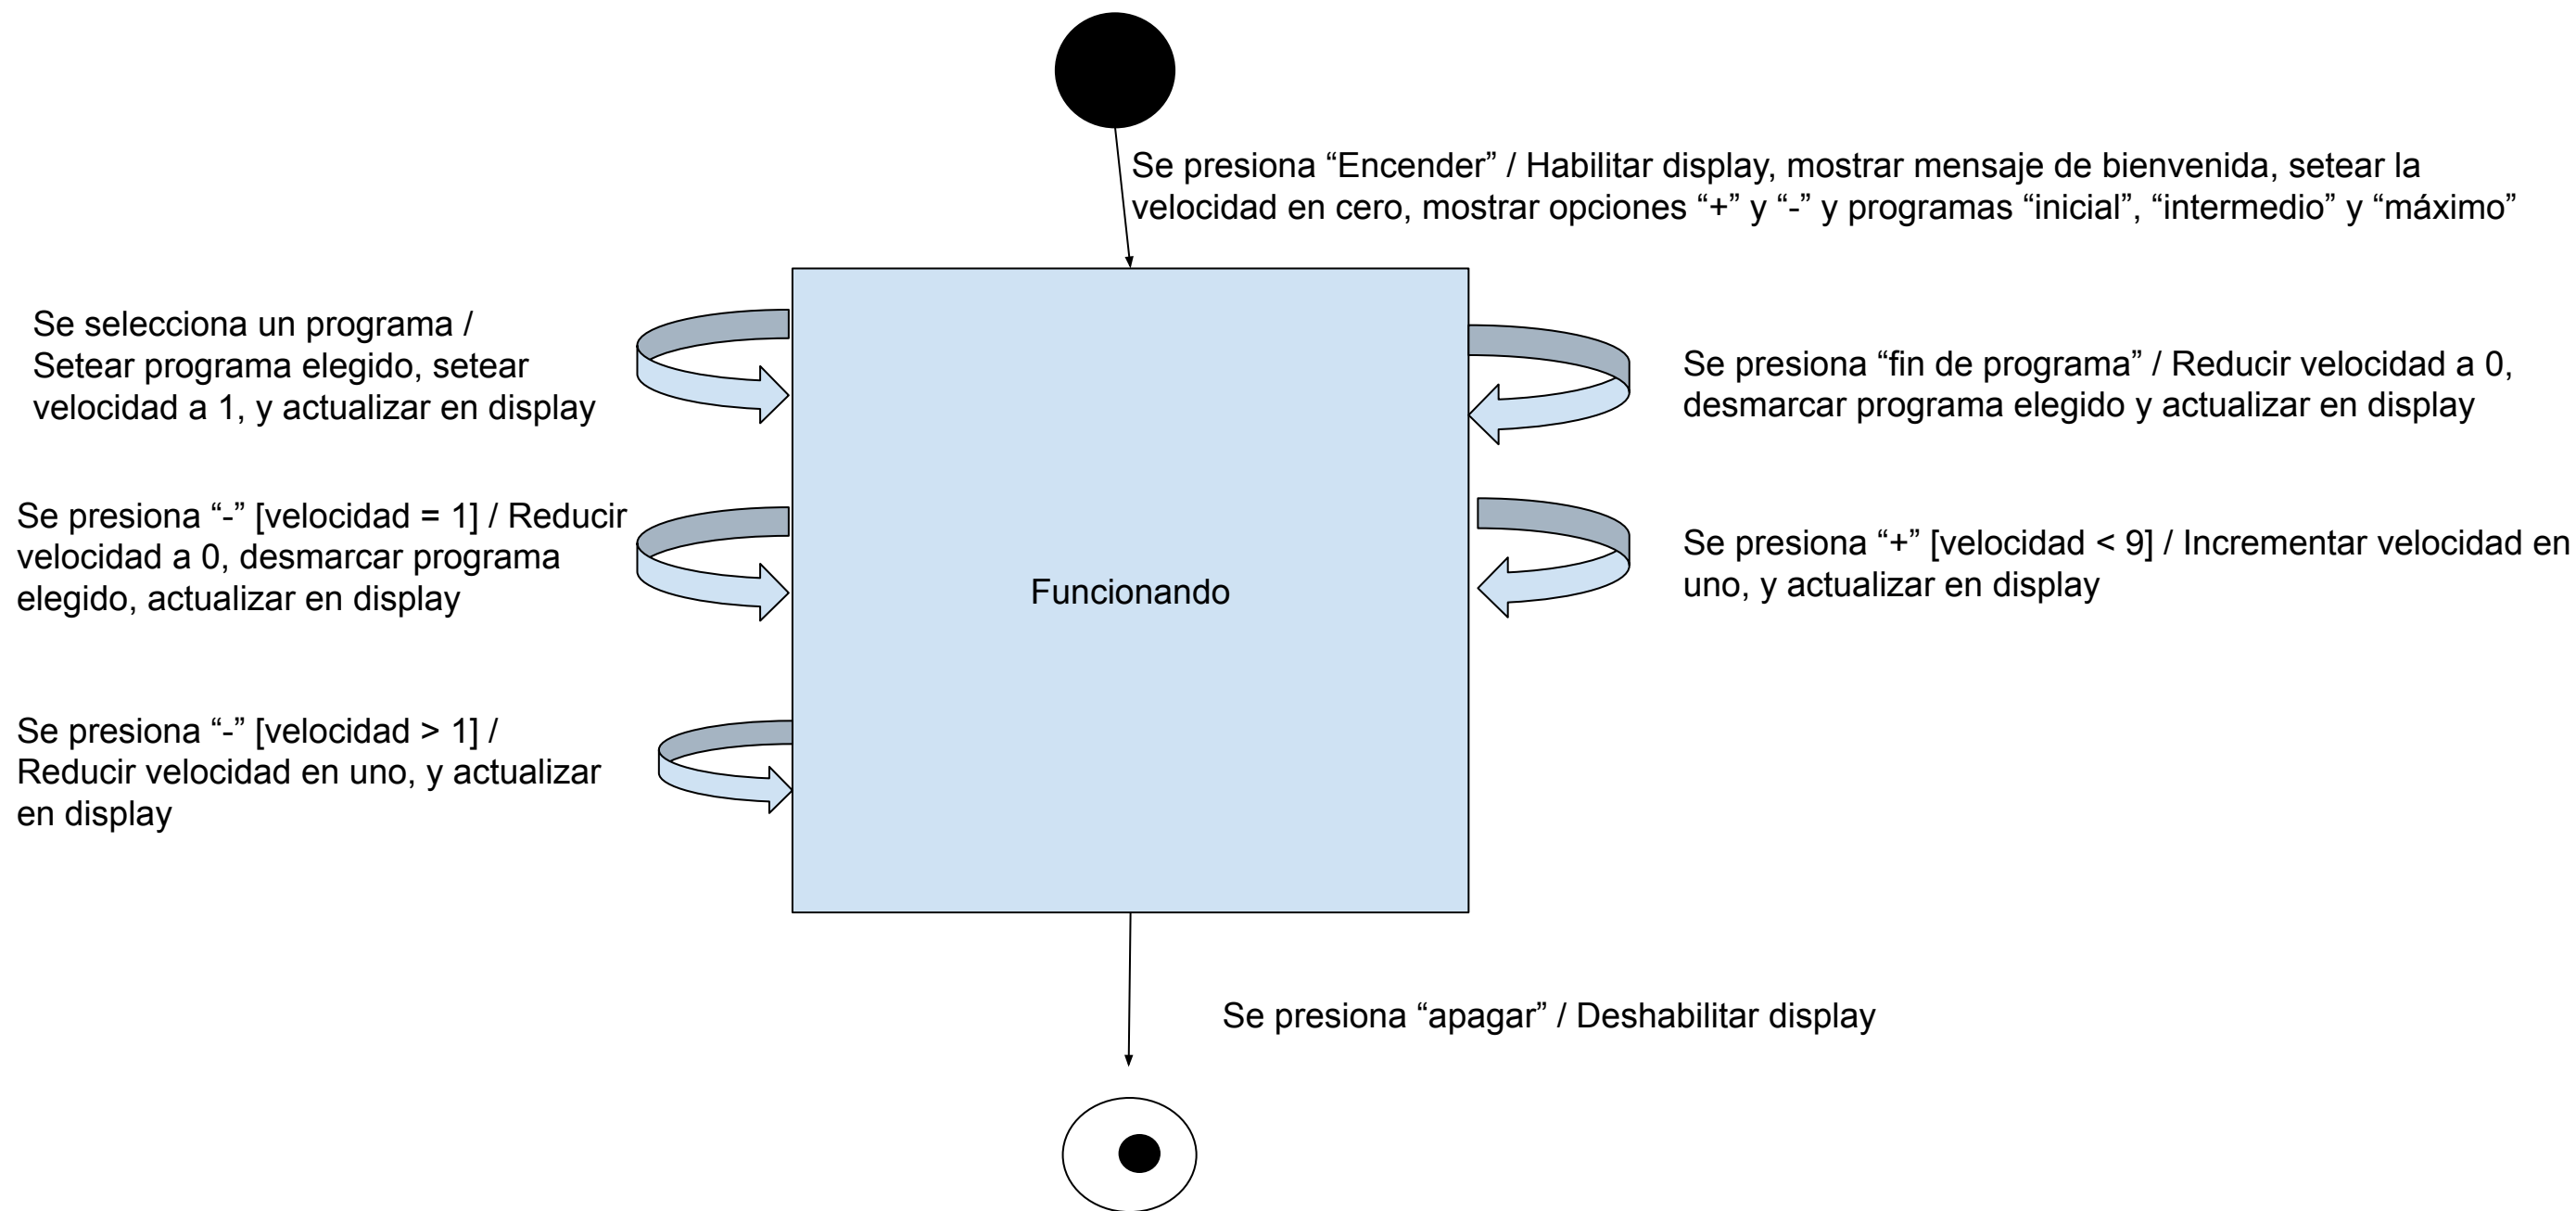 Se presiona “Encender” / Habilitar display, mostrar mensaje de bienvenida, setear la
velocidad en cero, mostrar opciones “+” y “-” y programas “inicial”, “intermedio” y “máximo”
Se selecciona un programa /
Setear programa elegido, setear
velocidad a 1, y actualizar en display
Se presiona “fin de programa” / Reducir velocidad a 0,
desmarcar programa elegido y actualizar en display
Se presiona “-” [velocidad = 1] / Reducir
velocidad a 0, desmarcar programa
elegido, actualizar en display
Funcionando
Se presiona “+” [velocidad < 9] / Incrementar velocidad en
uno, y actualizar en display
Se presiona “-” [velocidad > 1] /
Reducir velocidad en uno, y actualizar
en display
Se presiona “apagar” / Deshabilitar display